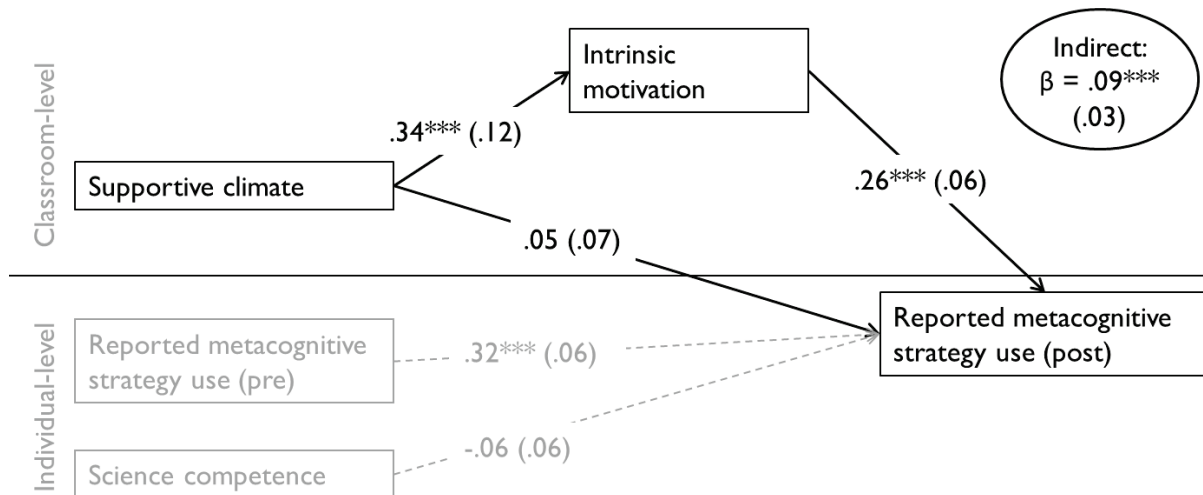 Classroom-level
Intrinsic
motivation
Indirect:
β = .09***
(.03)
.34*** (.12)
Supportive climate
.26*** (.06)
.05 (.07)
Individual-level
Reported metacognitive
strategy use (pre)
.32*** (.06)
Reported metacognitive
strategy use (post)
-.06 (.06)
Science competence